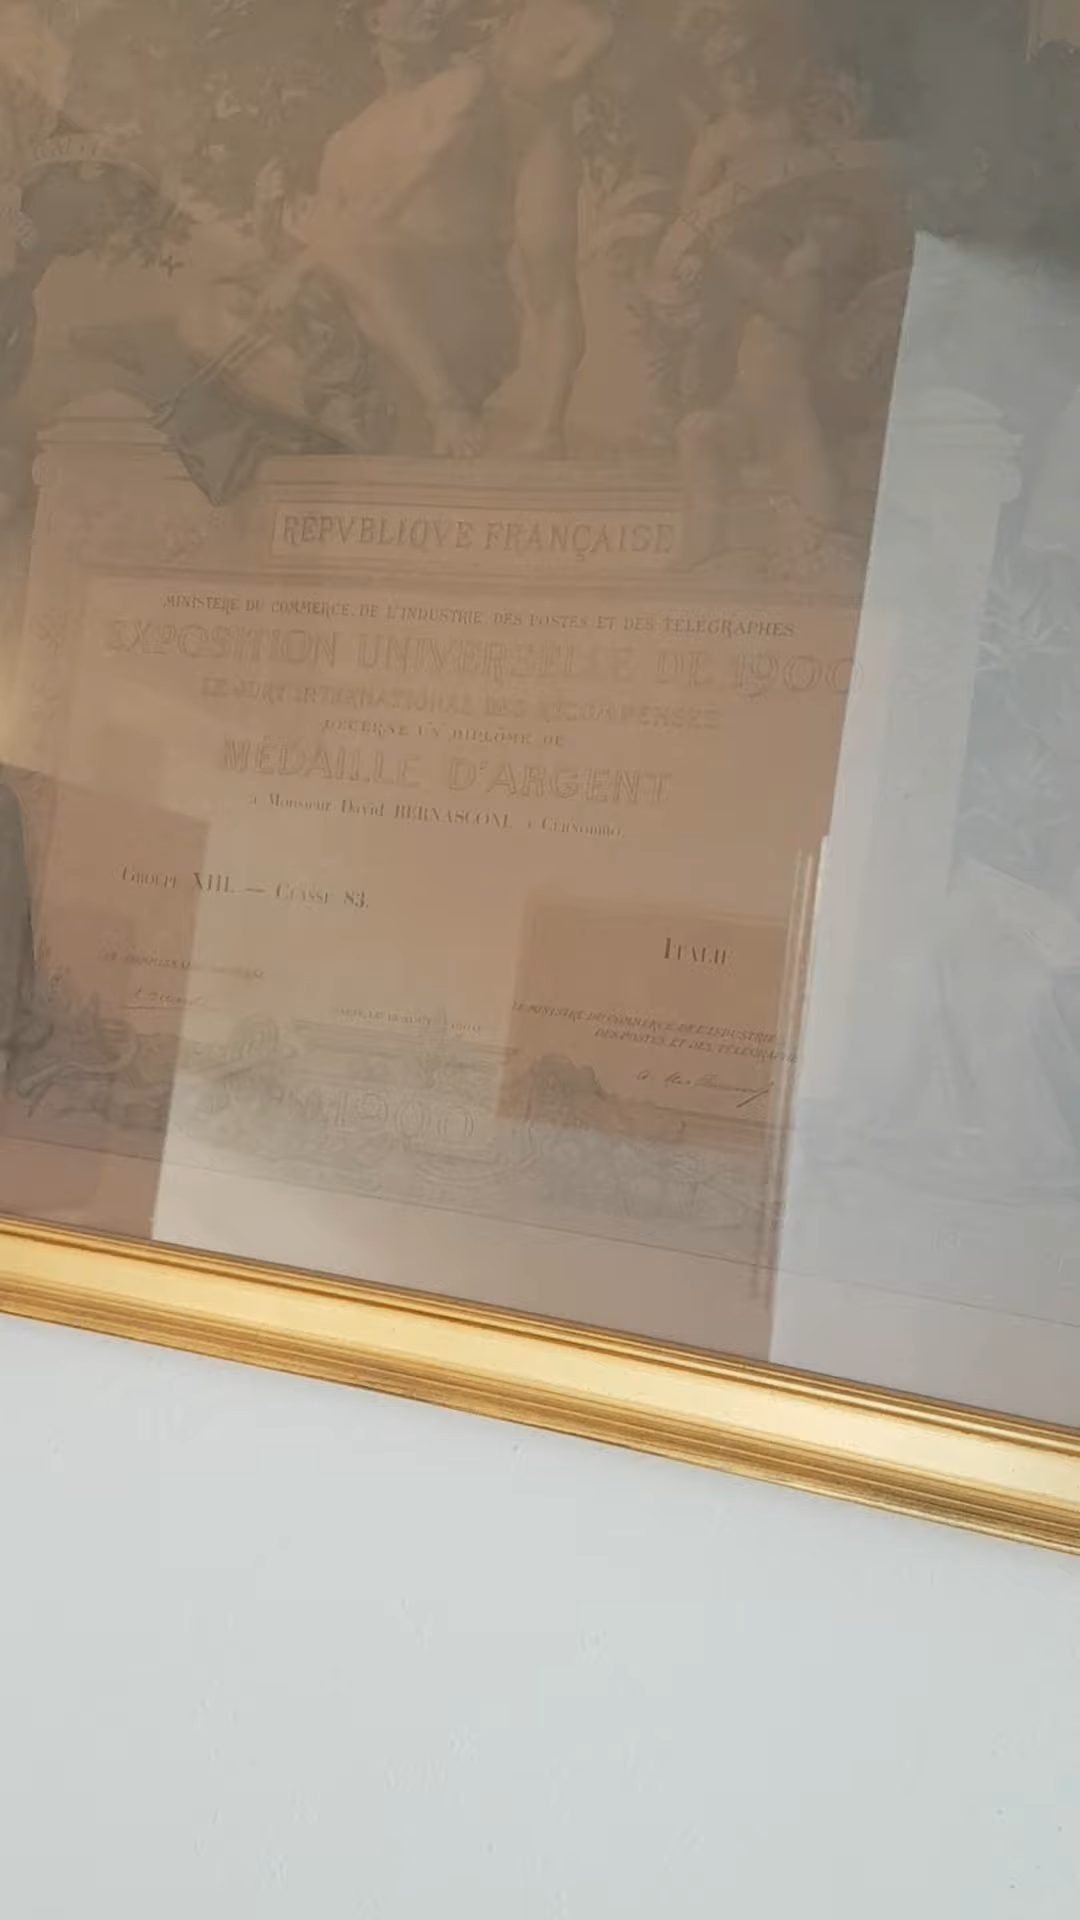 RÉPVBLIQVE FRANÇAISE
MINISTÈRE DU COMMERCE, DE L'INDUSTRIE, DES POSTES ET DES TÉLÉGRAPHES
EXPOSITION UNIVERSELLE DE 1900
LE JURY INTERNATIONAL DES RÉCOMPENSES
DÉCERNE UN DIPLÔME DE
MÉDAILLE D'ARGENT
à Monsieur David BERNASCONI, à Cernobbio.
Groupe XIII. — Classe 83.
Italie
LE MINISTRE DU COMMERCE, DE L'INDUSTRIE
DES POSTES ET DES TÉLÉGRAPHES
1900